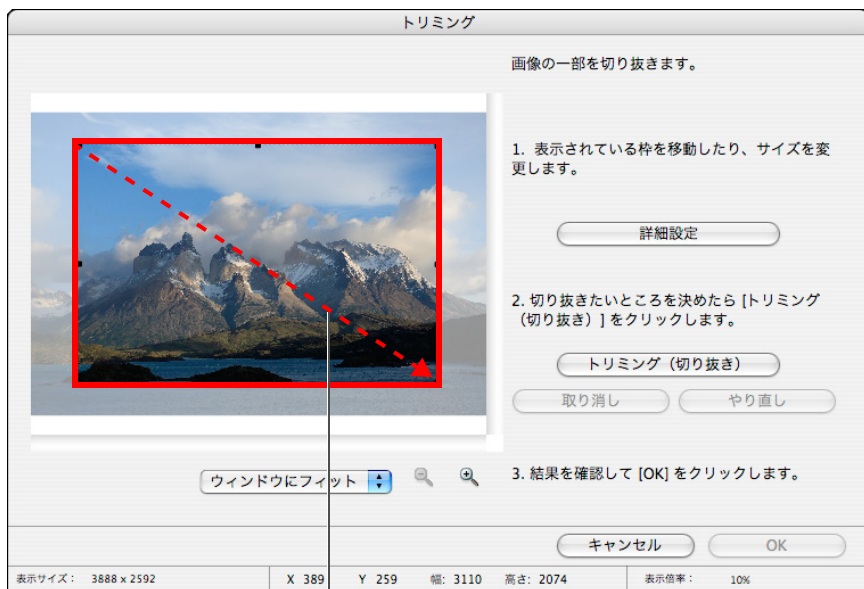 トリミング
画像の一部を切り抜きます。
1. 表示されている枠を移動したり、サイズを変
更します。
詳細設定
2. 切り抜きたいところを決めたら [トリミング
（切り抜き）] をクリックします。
トリミング（切り抜き）
取り消し やり直し
ウィンドウにフィット
3. 結果を確認して [OK] をクリックします。
キャンセル OK
表示サイズ： 3888 x 2592 X 389 Y 259 幅: 3110 高さ: 2074 表示倍率： 10%